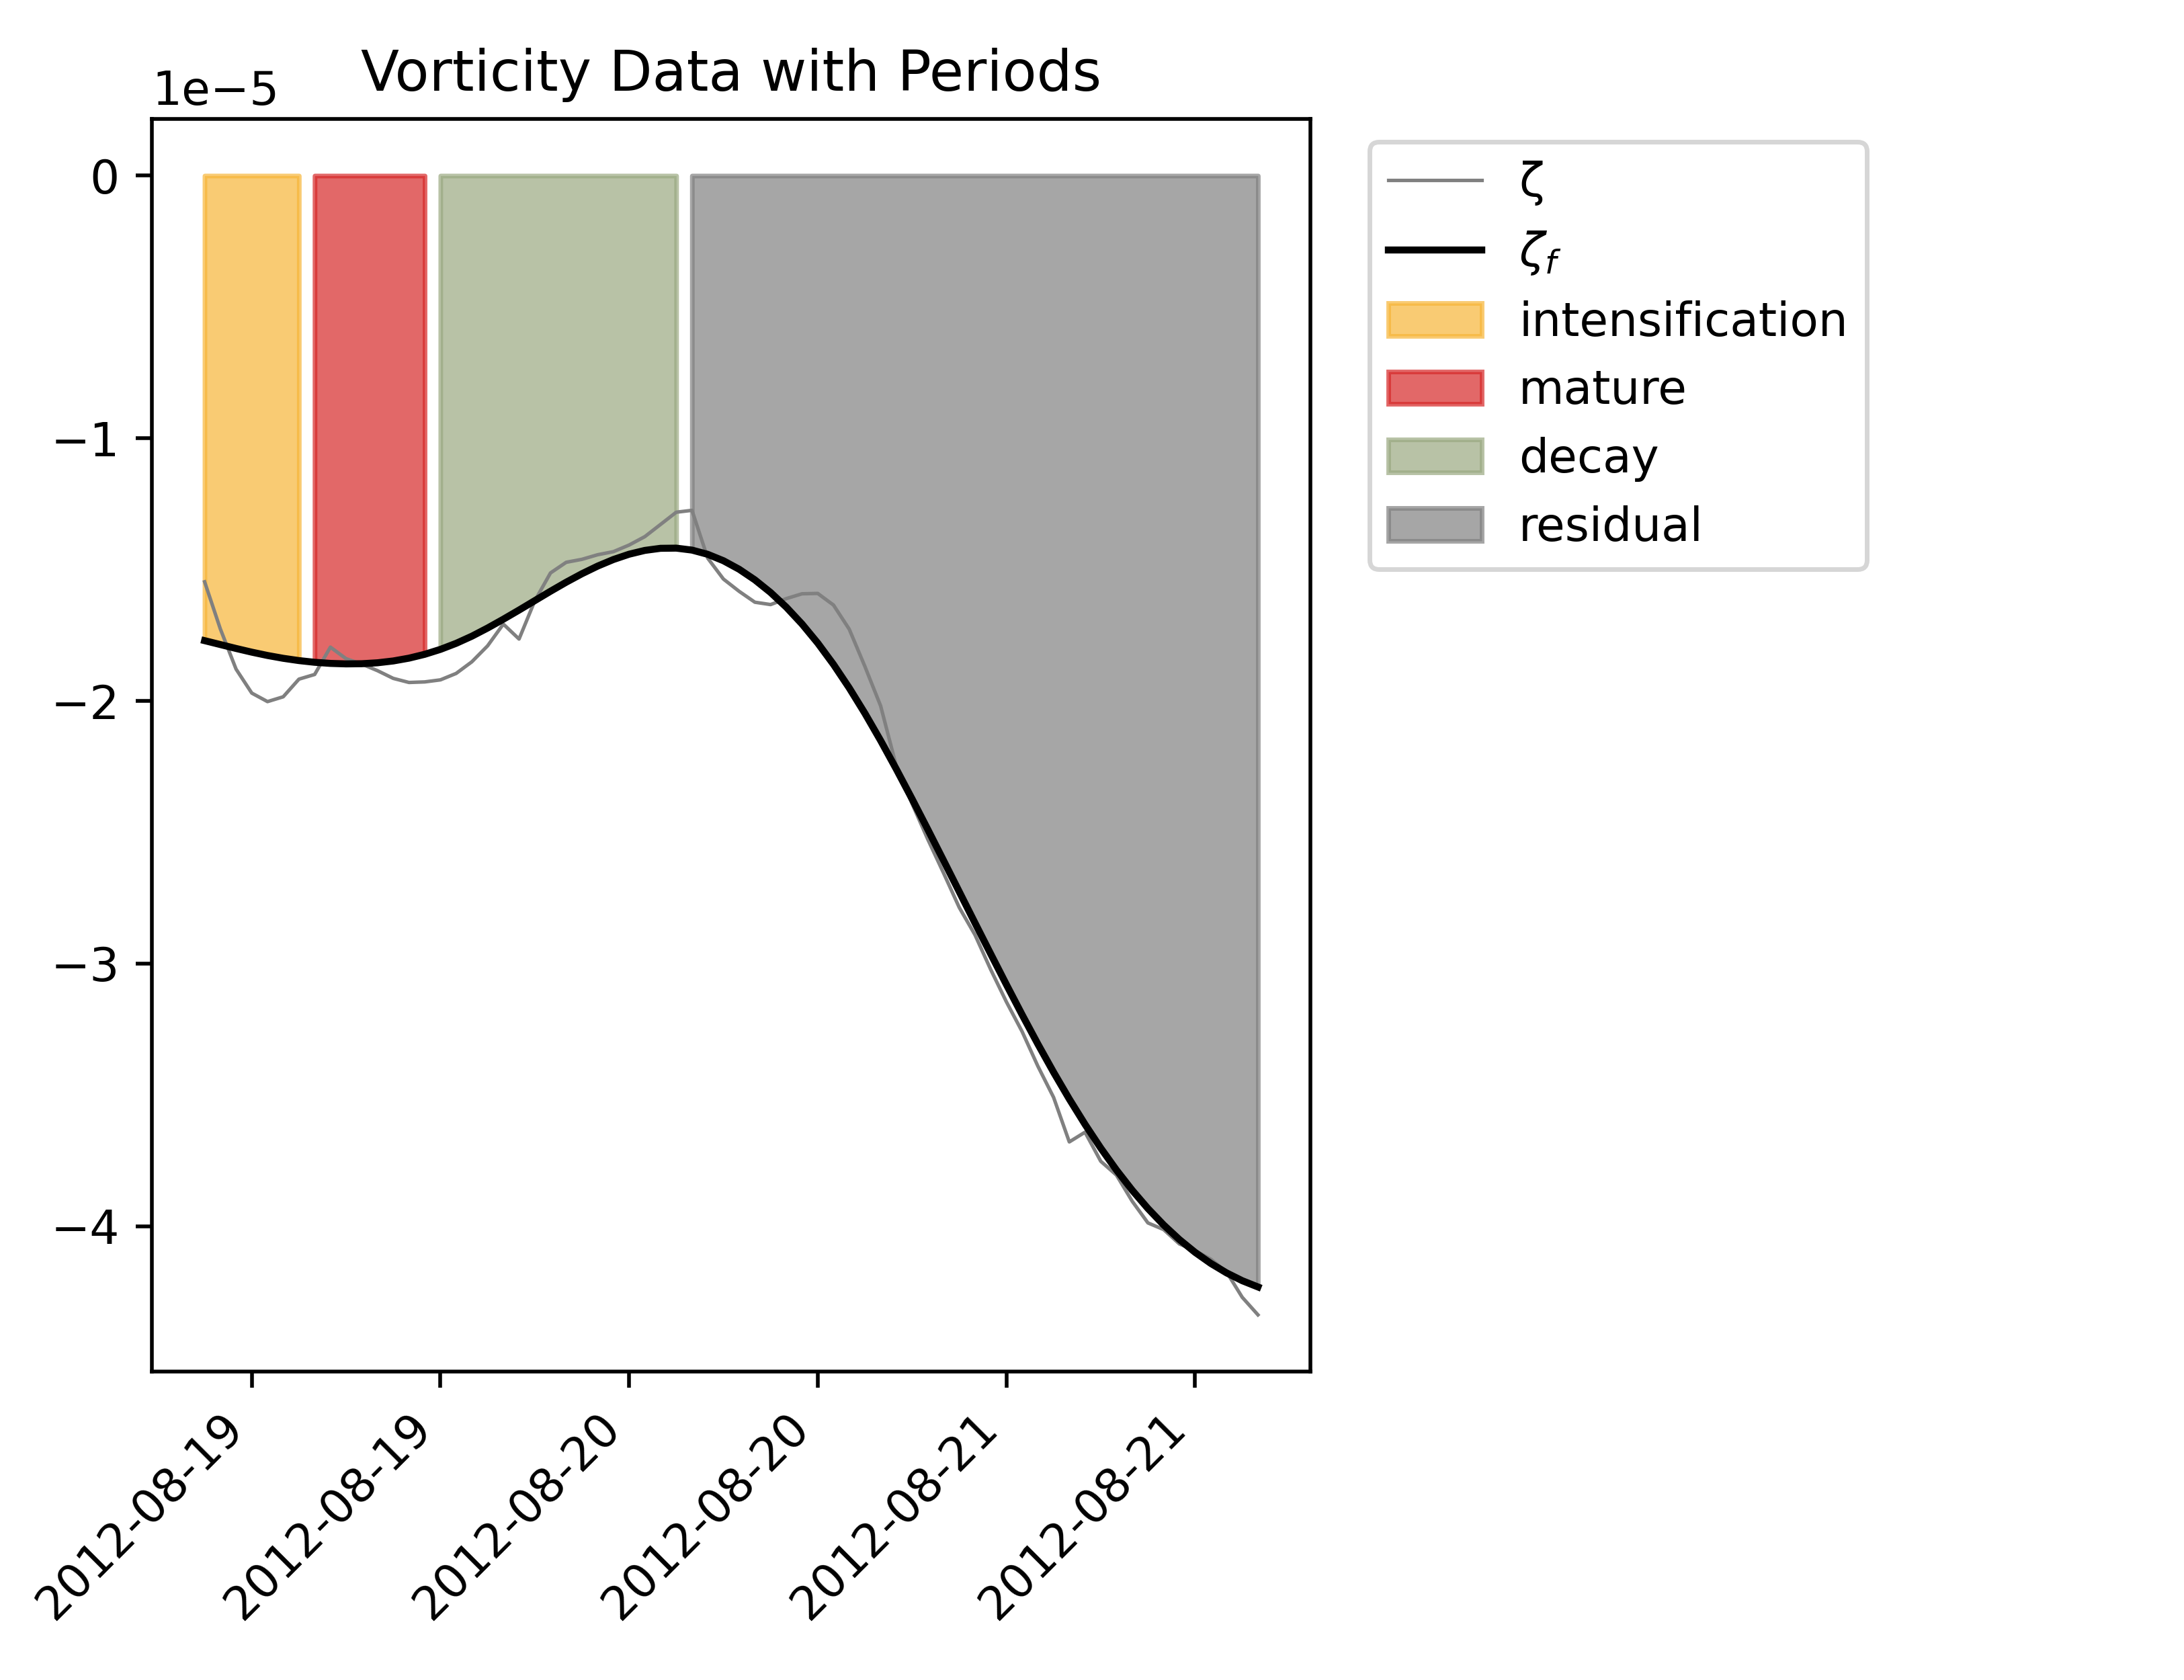 Vorticity Data with Periods
1e−5
0
−1
−2
−3
−4
2012-08-19
2012-08-19
2012-08-20
2012-08-20
2012-08-21
2012-08-21
ζ
ζf
intensification
mature
decay
residual